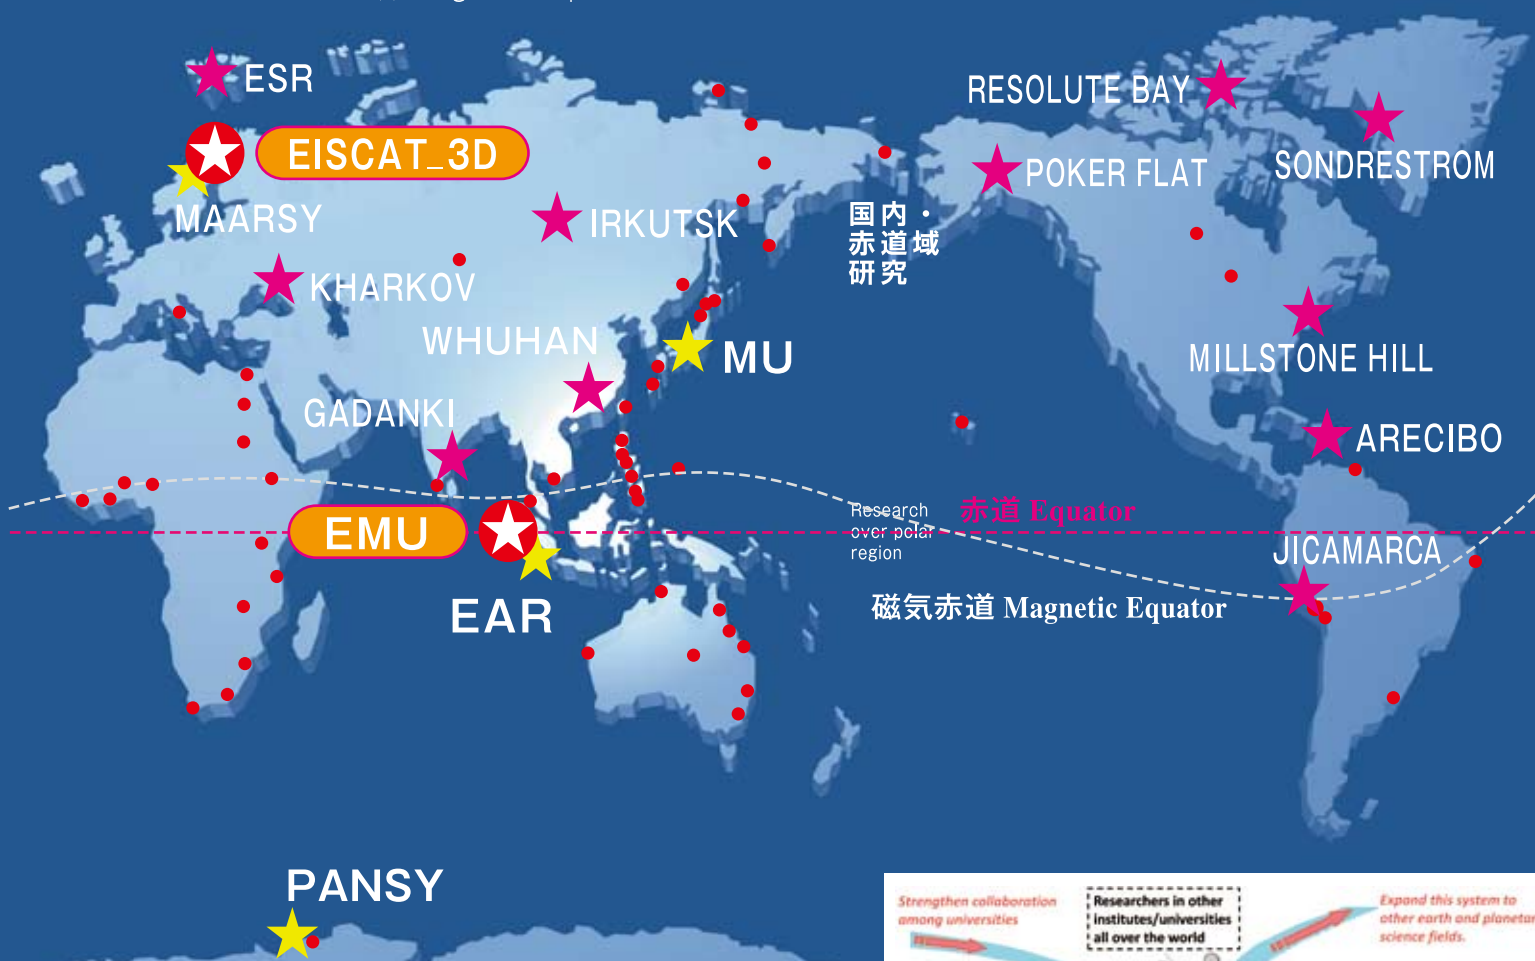 ESR
RESOLUTE BAY
EISCAT_3D
SONDRESTROM
POKER FLAT
MAARSY
IRKUTSK
国内・
赤道域
研究
KHARKOV
WHUHAN
MU
MILLSTONE HILL
GADANKI
ARECIBO
Research
over polar
region
赤道 Equator
EMU
JICAMARCA
EAR
磁気赤道 Magnetic Equator
PANSY
Strengthen collaboration
among universities
Researchers in other
institutes/universities
all over the world
Expand this system to
other earth and planetar
science fields.